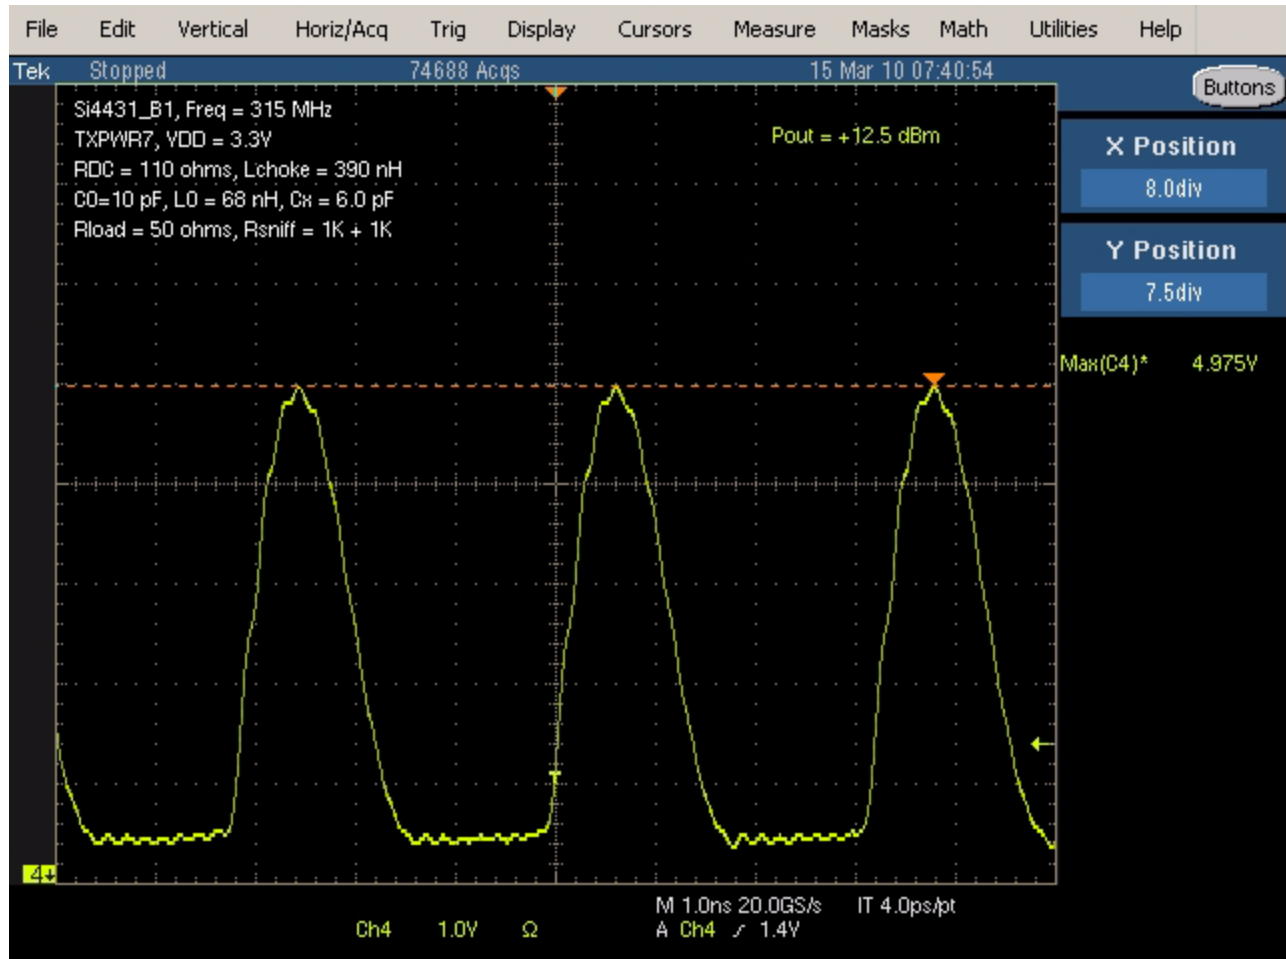 File Edit Vertical Horiz/Acq Trig Display Cursors Measure Masks Math Utilities Help
Tek Stopped 74688 Acqs 15 Mar 10 07:40:54
Buttons
Si4431_B1, Freq = 315 MHz
TXPWR7, VDD = 3.3V
Pout = +12.5 dBm
RDC = 110 ohms, Lchoke = 390 nH
C0=10 pF, L0 = 68 nH, Cx = 6.0 pF
Rload = 50 ohms, Rsniff = 1K + 1K
X Position
8.0div
Y Position
7.5div
Max(C4)* 4.975V
4
M 1.0ns 20.0GS/s IT 4.0ps/pt
Ch4 1.0V Ω A Ch4 / 1.4V